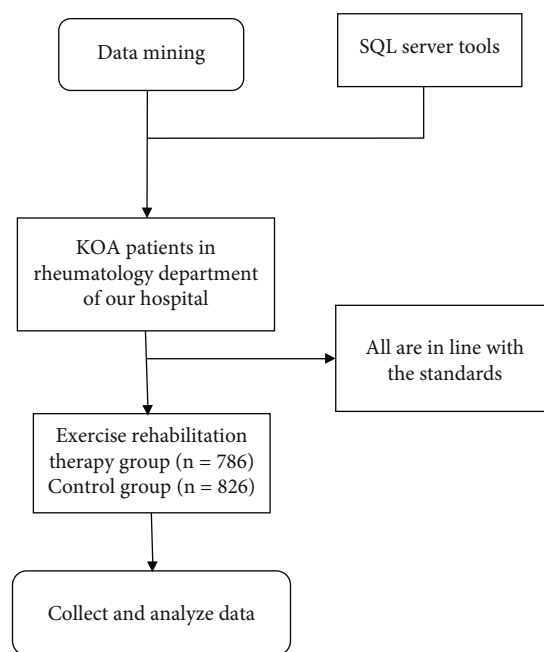 Data mining
SQL server tools
KOA patients in
rheumatology department
of our hospital
All are in line with
the standards
Exercise rehabilitation
therapy group (n = 786)
Control group (n = 826)
Collect and analyze data